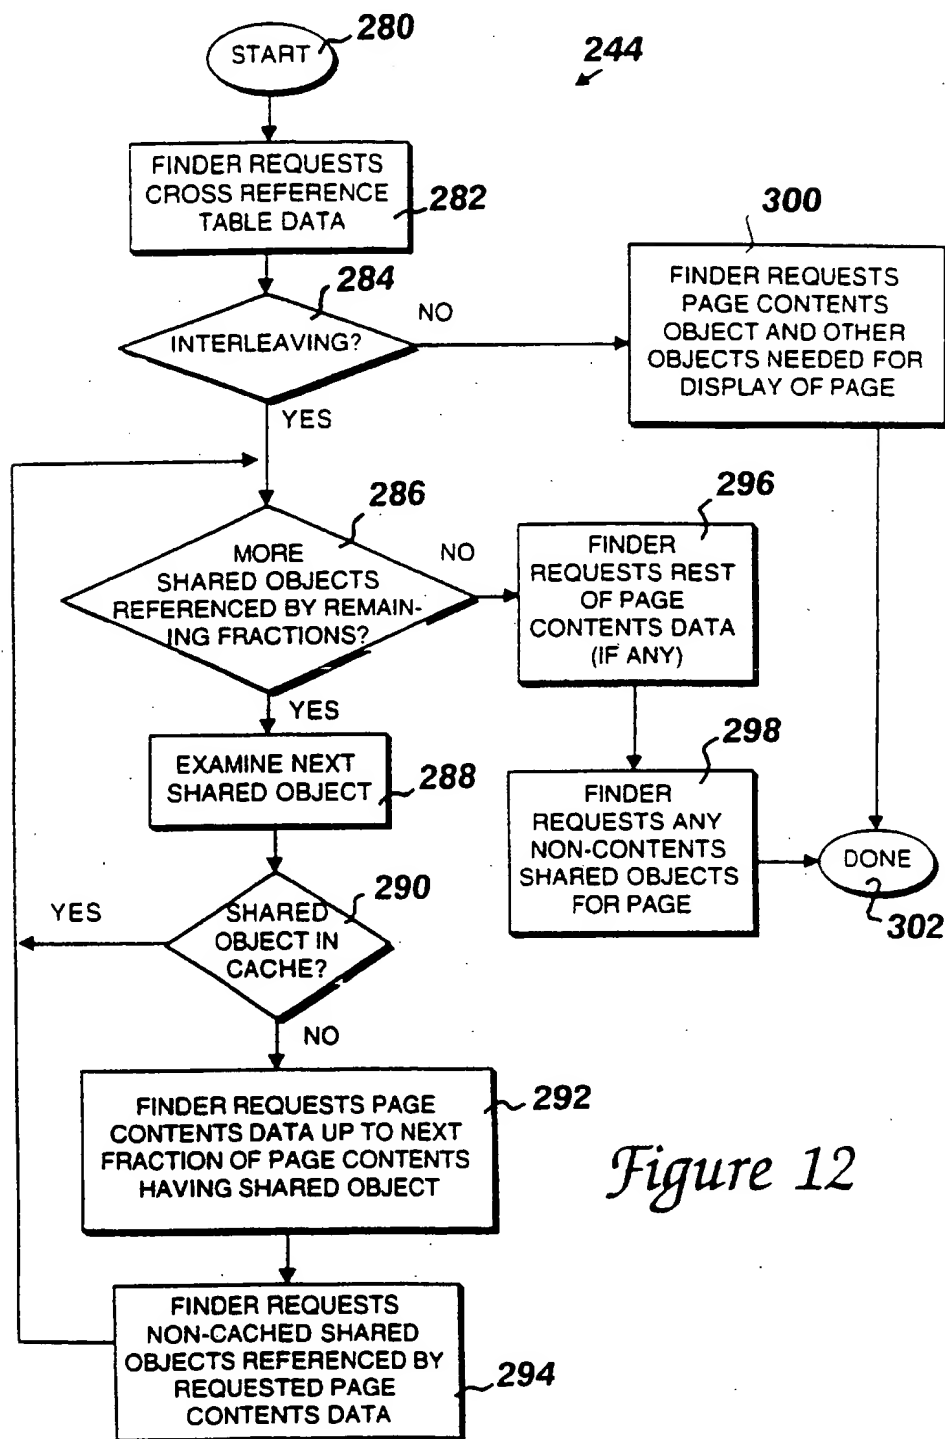 280
START
244
FINDER REQUESTS
CROSS REFERENCE
TABLE DATA
282
300
FINDER REQUESTS
PAGE CONTENTS
OBJECT AND OTHER
OBJECTS NEEDED FOR
DISPLAY OF PAGE
284
INTERLEAVING?
NO
YES
286
MORE
SHARED OBJECTS
REFERENCED BY REMAIN-
ING FRACTIONS?
NO
296
FINDER
REQUESTS REST
OF PAGE
CONTENTS DATA
(IF ANY)
YES
EXAMINE NEXT
SHARED OBJECT
288
298
FINDER
REQUESTS ANY
NON-CONTENTS
SHARED OBJECTS
FOR PAGE
DONE
302
290
YES
SHARED
OBJECT IN
CACHE?
NO
FINDER REQUESTS PAGE
CONTENTS DATA UP TO NEXT
FRACTION OF PAGE CONTENTS
HAVING SHARED OBJECT
292
Figure 12
FINDER REQUESTS
NON-CACHED SHARED
OBJECTS REFERENCED BY
REQUESTED PAGE
CONTENTS DATA
294